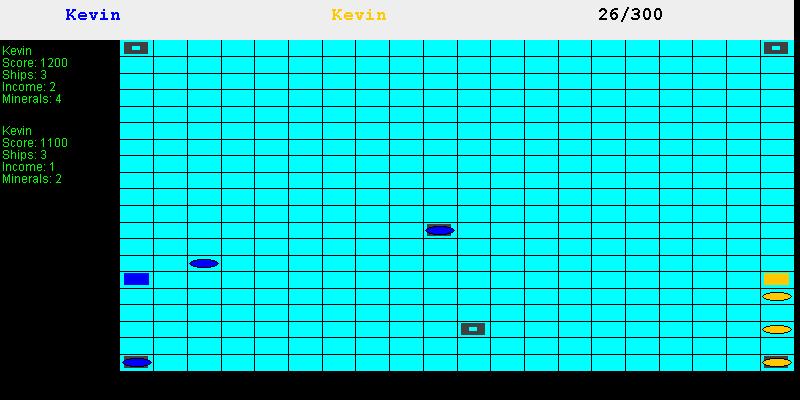 Kevin Kevin 26/300
Kevin
Score: 1200
Ships: 3
Income: 2
Minerals: 4
Kevin
Score: 1100
Ships: 3
Income: 1
Minerals: 2